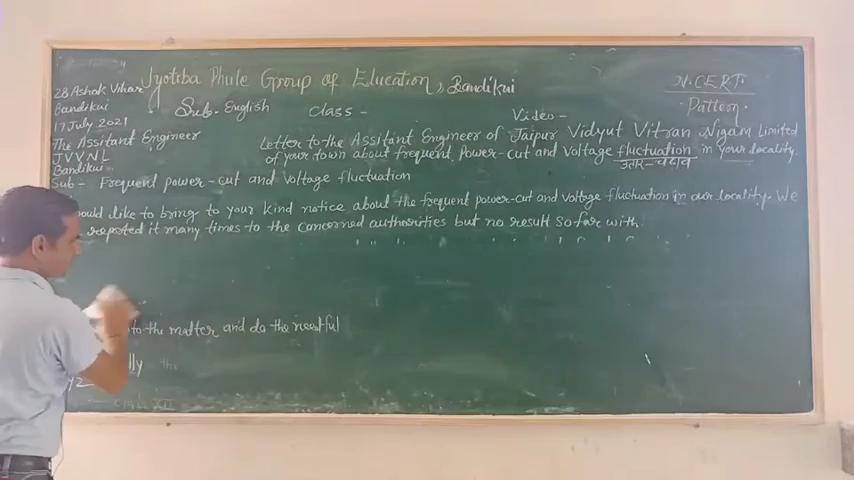 Jyotiba Phule Group of Education, Bandikui
N.C.E.R.T.
Pattern.
Sub- English
Class -
Video -
28 Ashok Vihar
Bandikui
17 July 2021
The Assitant Engineer
JVVNL
Bandikui
Letter to the Assitant Engineer of Jaipur Vidyut Vitran Nigam Limited
of your town about frequent Power-cut and Voltage fluctuation in your locality.
उतार-चढाव
Sub- Frequent power-cut and voltage fluctuation
would like to bring to your kind notice about the frequent power-cut and voltage fluctuation in our locality. We
reported it many times to the concerned authorities but no result so far with
to the matter and do the needful
lly